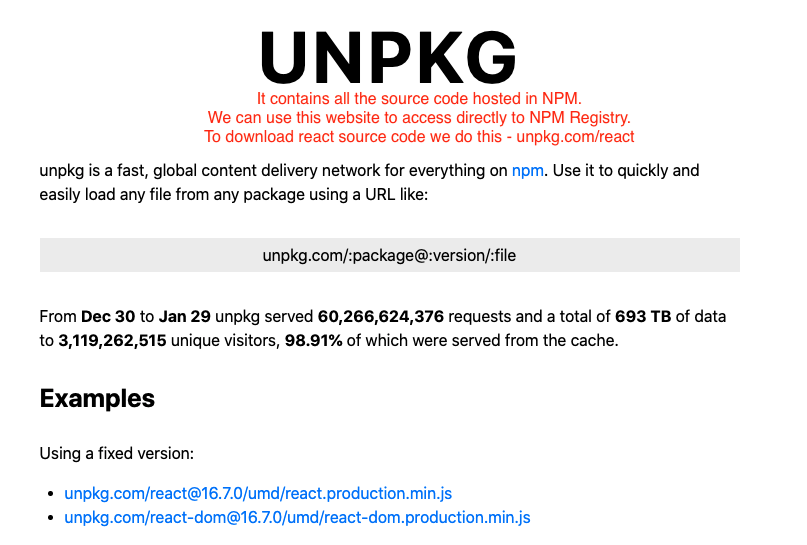 UNPKG
It contains all the source code hosted in NPM.
We can use this website to access directly to NPM Registry.
To download react source code we do this - unpkg.com/react
unpkg is a fast, global content delivery network for everything on npm. Use it to quickly and
easily load any file from any package using a URL like:
unpkg.com/:package@:version/:file
From Dec 30 to Jan 29 unpkg served 60,266,624,376 requests and a total of 693 TB of data
to 3,119,262,515 unique visitors, 98.91% of which were served from the cache.
Examples
Using a fixed version:
• unpkg.com/react@16.7.0/umd/react.production.min.js
• unpkg.com/react-dom@16.7.0/umd/react-dom.production.min.js